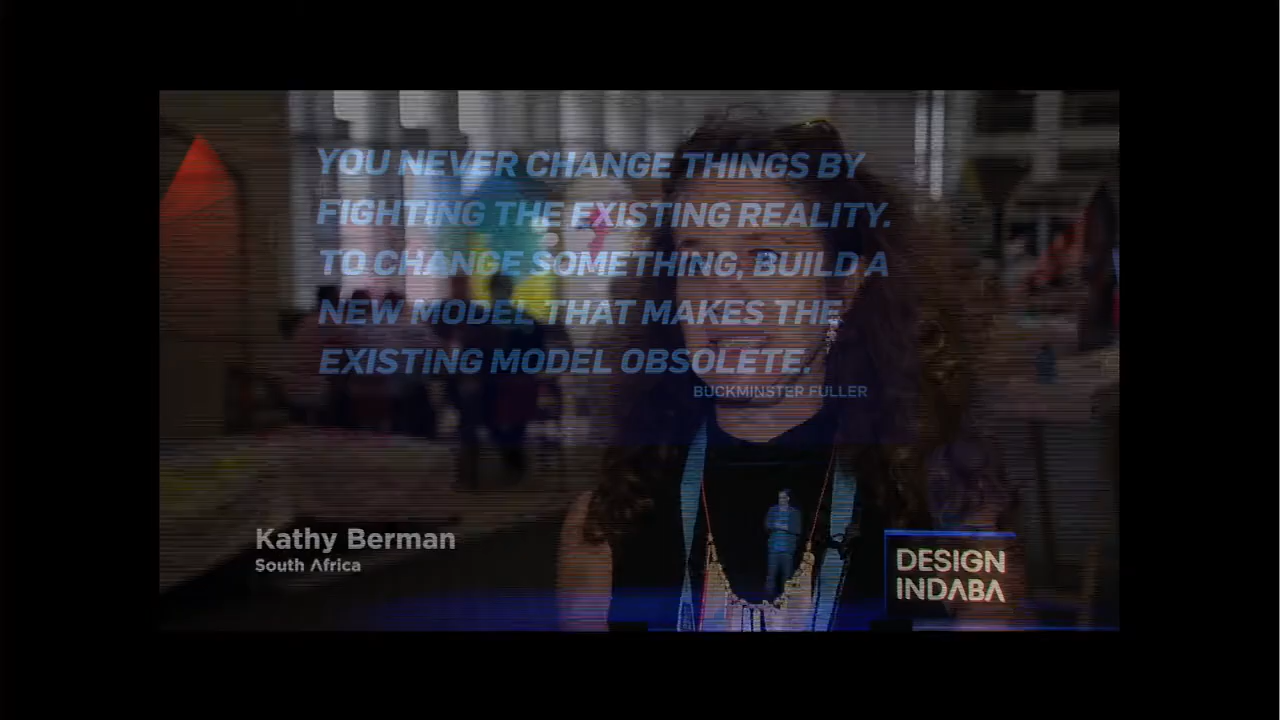 YOU NEVER CHANGE THINGS BY
FIGHTING THE EXISTING REALITY.
TO CHANGE SOMETHING, BUILD A
NEW MODEL THAT MAKES THE
EXISTING MODEL OBSOLETE.
BUCKMINSTER FULLER
Kathy Berman
South Africa
DESIGN
INDABA